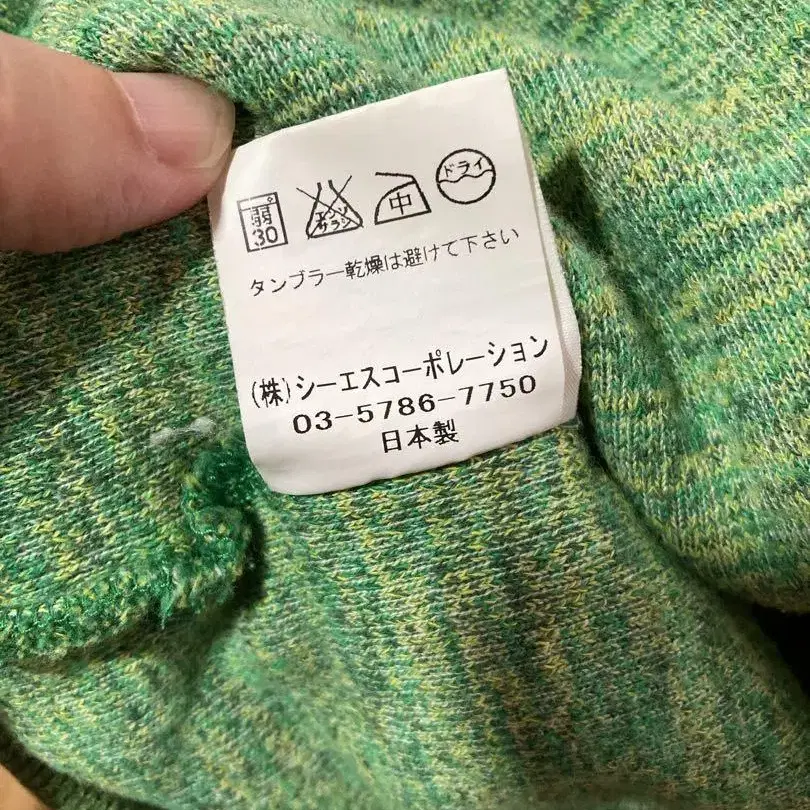 弱
30
エンソ
サラシ
中
ドライ
タンブラー乾燥は避けて下さい
(株)シーエスコーポレーション
03-5786-7750
日本製